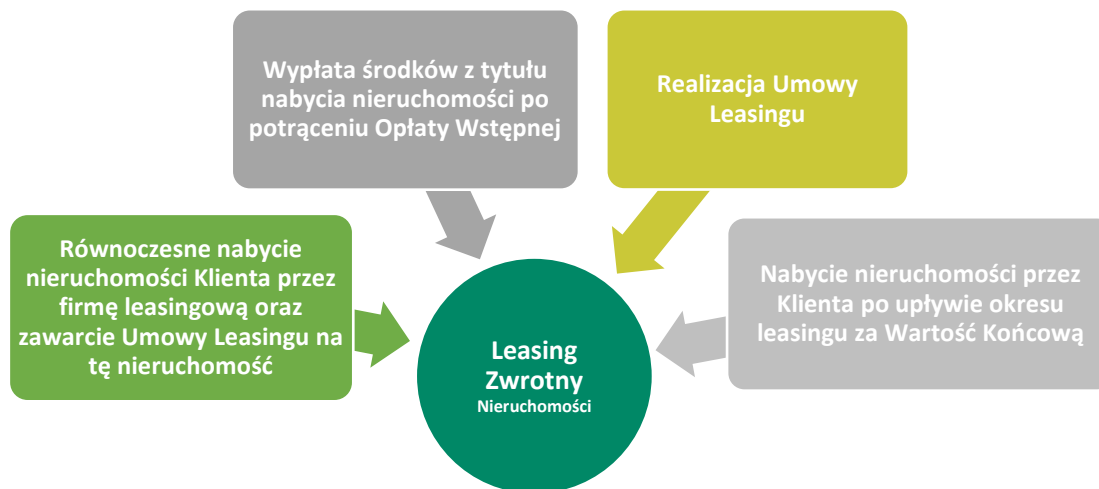 Wypłata środków z tytułu
nabycia nieruchomości po
potrąceniu Opłaty Wstępnej
Realizacja Umowy
Leasingu
Równoczesne nabycie
nieruchomości Klienta przez
firmę leasingową oraz
zawarcie Umowy Leasingu na
tę nieruchomość
Nabycie nieruchomości przez
Klienta po upływie okresu
leasingu za Wartość Końcową
Leasing
Zwrotny
Nieruchomości